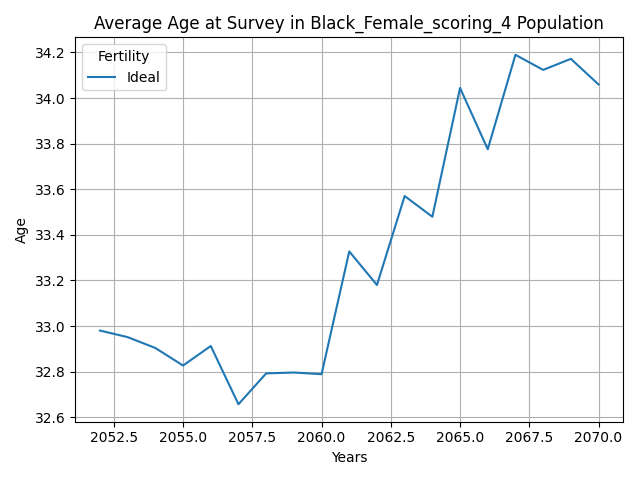 Average Age at Survey in Black_Female_scoring_4 Population
Fertility
Ideal
34.2
34.0
33.8
33.6
33.4
33.2
33.0
32.8
32.6
Age
2052.5 2055.0 2057.5 2060.0 2062.5 2065.0 2067.5 2070.0
Years